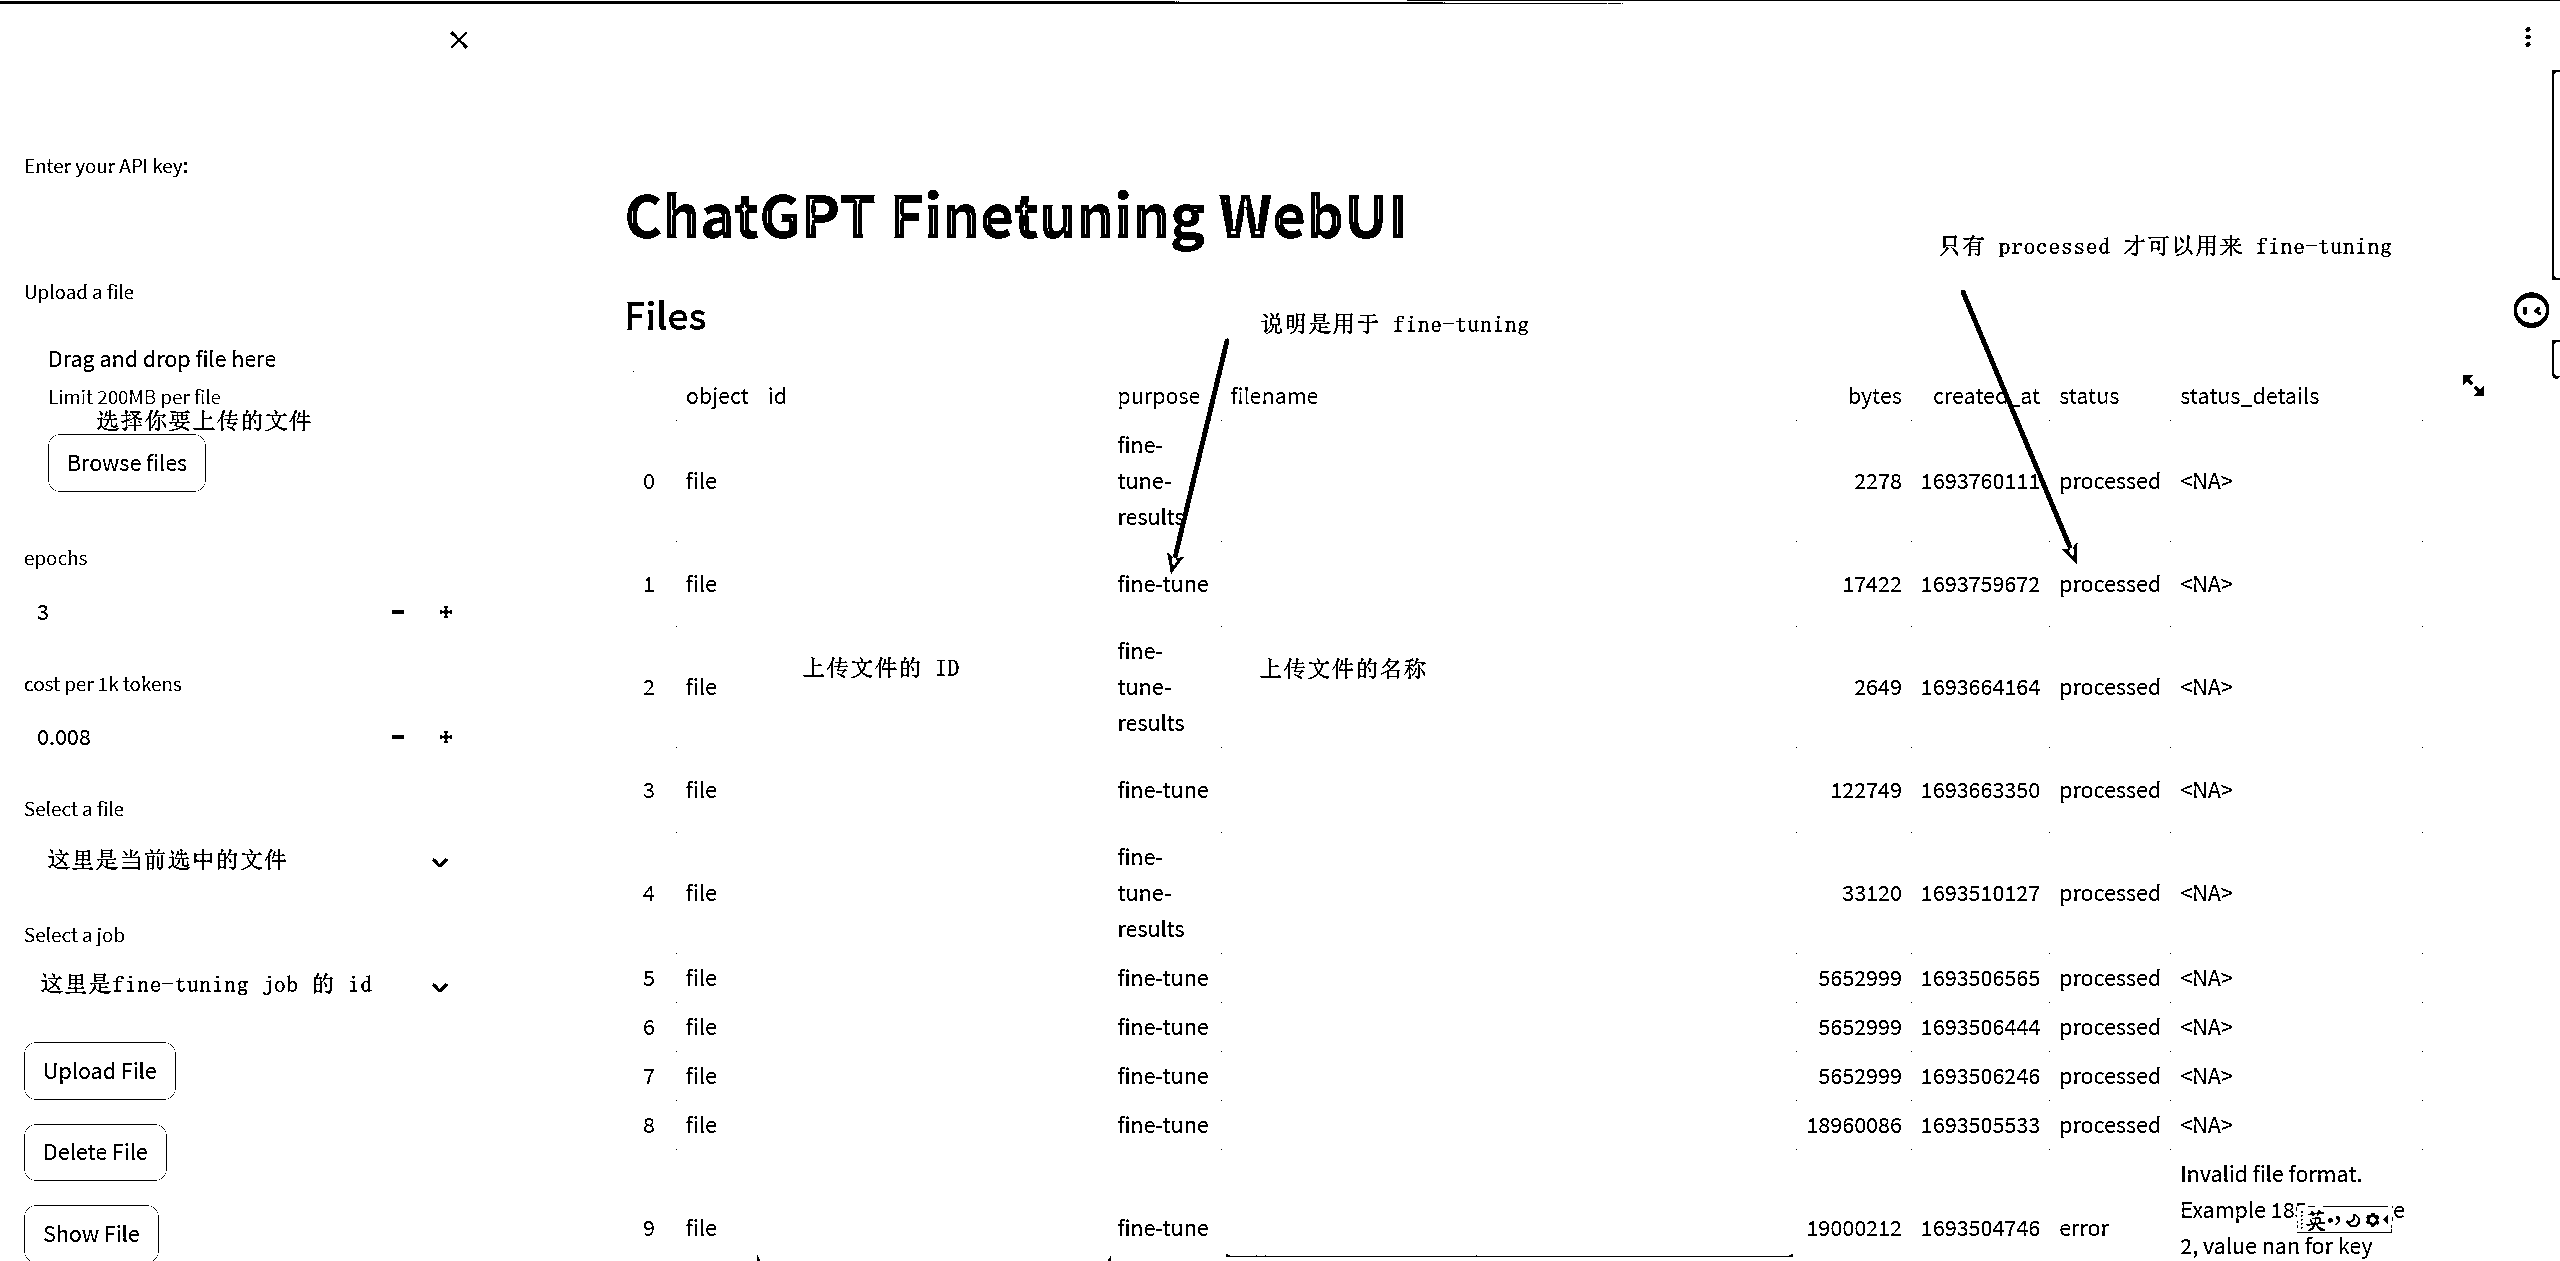 Enter your API key:
Upload a file
Drag and drop file here
Limit 200MB per file
选择你要上传的文件
Browse files
epochs
3
cost per 1k tokens
0.008
Select a file
这里是当前选中的文件
Select a job
这里是fine-tuning job 的 id
Upload File
Delete File
Show File
ChatGPT Finetuning WebUI
只有 processed 才可以用来 fine-tuning
Files
说明是用于 fine-tuning
object id purpose filename bytes created_at status status_details
0 file fine-tune-results 2278 1693760111 processed <NA>
1 file fine-tune 17422 1693759672 processed <NA>
上传文件的 ID
上传文件的名称
2 file fine-tune-results 2649 1693664164 processed <NA>
3 file fine-tune 122749 1693663350 processed <NA>
4 file fine-tune-results 33120 1693510127 processed <NA>
5 file fine-tune 5652999 1693506565 processed <NA>
6 file fine-tune 5652999 1693506444 processed <NA>
7 file fine-tune 5652999 1693506246 processed <NA>
8 file fine-tune 18960086 1693505533 processed <NA>
9 file fine-tune 19000212 1693504746 error
Invalid file format.
Example 18
英
2, value nan for key